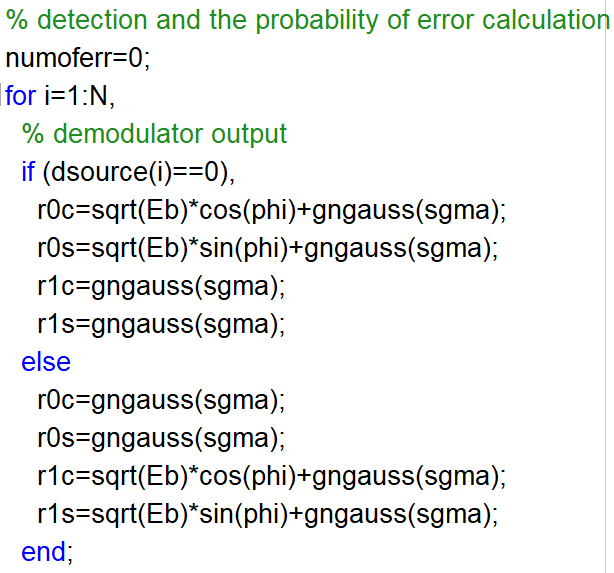 % detection and the probability of error calculation
numoferr=0;
for i=1:N,
% demodulator output
if (dsource(i)==0),
r0c=sqrt(Eb)*cos(phi)+gngauss(sgma);
r0s=sqrt(Eb)*sin(phi)+gngauss(sgma);
r1c=gngauss(sgma);
r1s=gngauss(sgma);
else
r0c=gngauss(sgma);
r0s=gngauss(sgma);
r1c=sqrt(Eb)*cos(phi)+gngauss(sgma);
r1s=sqrt(Eb)*sin(phi)+gngauss(sgma);
end;